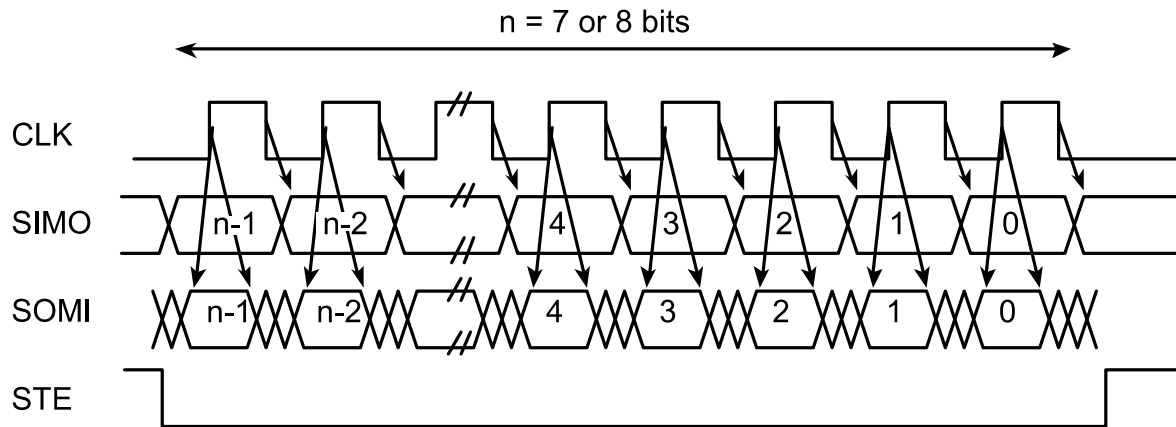 n = 7 or 8 bits
CLK
SIMO n-1 n-2 4 3 2 1 0
SOMI n-1 n-2 4 3 2 1 0
STE